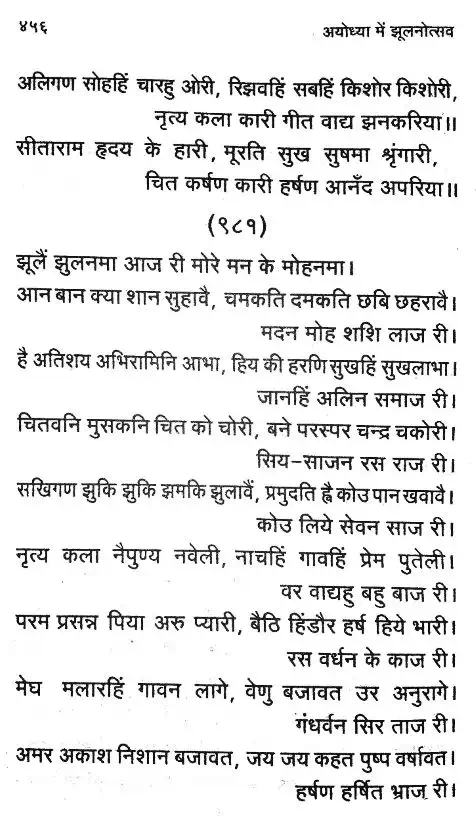 ४५६ अयोध्या में झूलनोत्सव
अलिगण सोहहिं चारहु ओरी, रिझवहिं सबहिं किशोर किशोरी,
नृत्य कला कारी गीत वाद्य झनकरिया॥
सीताराम हृदय के हारी, मूरति सुख सुषमा श्रृंगारी,
चित कर्षण कारी हर्षण आनँद अपरिया॥
(९८१)
झूलैं झुलनमा आज री मोरे मन के मोहनमा।
आन बान क्या शान सुहावै, चमकति दमकति छबि छहरावै।
मदन मोह शशि लाज री।
है अतिशय अभिरामिनि आभा, हिय की हरणि सुखहिं सुखलाभा।
जानहिं अलिन समाज री।
चितवनि मुसकनि चित को चोरी, बने परस्पर चन्द्र चकोरी।
सिय-साजन रस राज री।
सखिगण झुकि झुकि झमकि झुलावैं, प्रमुदति ह्वै कोउ पान खवावै।
कोउ लिये सेवन साज री।
नृत्य कला नैपुण्य नवेली, नाचहिं गावहिं प्रेम पुतेली।
वर वाद्यहु बहु बाज री।
परम प्रसन्न पिया अरु प्यारी, बैठि हिंडौर हर्ष हिये भारी।
रस वर्धन के काज री।
मेघ मलारहिं गावन लागे, वेणु बजावत उर अनुरागे।
गंधर्वन सिर ताज री।
अमर अकाश निशान बजावत, जय जय कहत पुष्प वर्षावत।
हर्षण हर्षित भ्राज री।